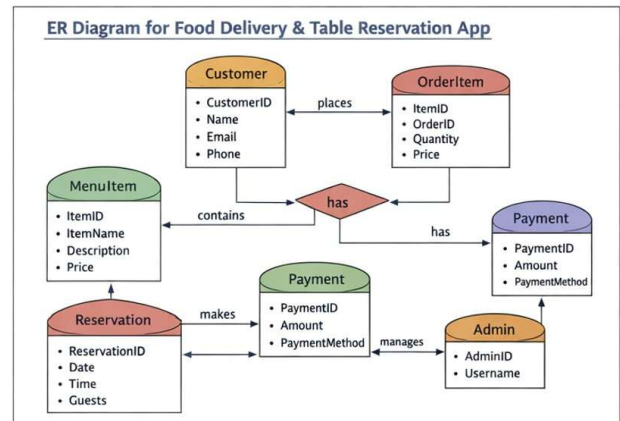 ER Diagram for Food Delivery & Table Reservation App
Customer
• CustomerID
• Name
• Email
• Phone
places
OrderItem
• ItemID
• OrderID
• Quantity
• Price
MenuItem
• ItemID
• ItemName
• Description
• Price
contains
has
has
Payment
• PaymentID
• Amount
• PaymentMethod
Reservation
• ReservationID
• Date
• Time
• Guests
makes
Payment
• PaymentID
• Amount
• PaymentMethod
manages
Admin
• AdminID
• Username